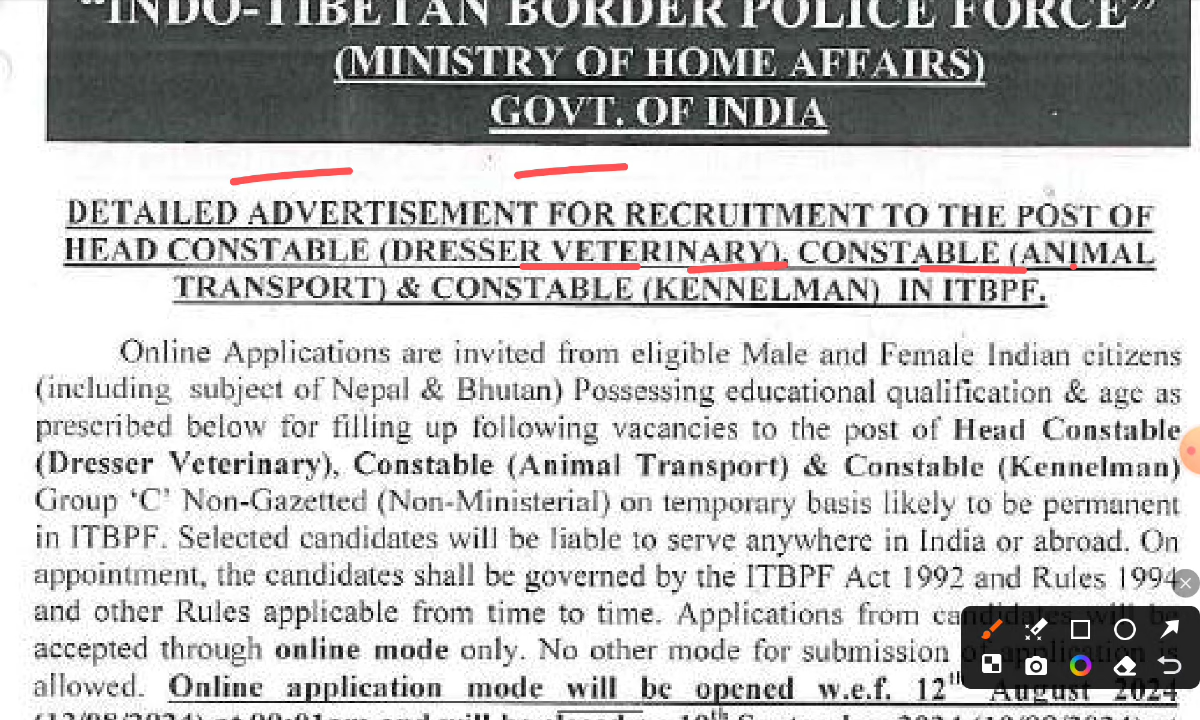 "INDO-TIBETAN BORDER POLICE FORCE"
(MINISTRY OF HOME AFFAIRS)
GOVT. OF INDIA
DETAILED ADVERTISEMENT FOR RECRUITMENT TO THE POST OF
HEAD CONSTABLE (DRESSER VETERINARY), CONSTABLE (ANIMAL
TRANSPORT) & CONSTABLE (KENNELMAN) IN ITBPF.
Online Applications are invited from eligible Male and Female Indian citizens
(including subject of Nepal & Bhutan) Possessing educational qualification & age as
prescribed below for filling up following vacancies to the post of Head Constable
(Dresser Veterinary), Constable (Animal Transport) & Constable (Kennelman)
Group 'C' Non-Gazetted (Non-Ministerial) on temporary basis likely to be permanent
in ITBPF. Selected candidates will be liable to serve anywhere in India or abroad. On
appointment, the candidates shall be governed by the ITBPF Act 1992 and Rules 1994
and other Rules applicable from time to time. Applications from candidates will be
accepted through online mode only. No other mode for submission of application is
allowed. Online application mode will be opened w.e.f. 12th August 2024